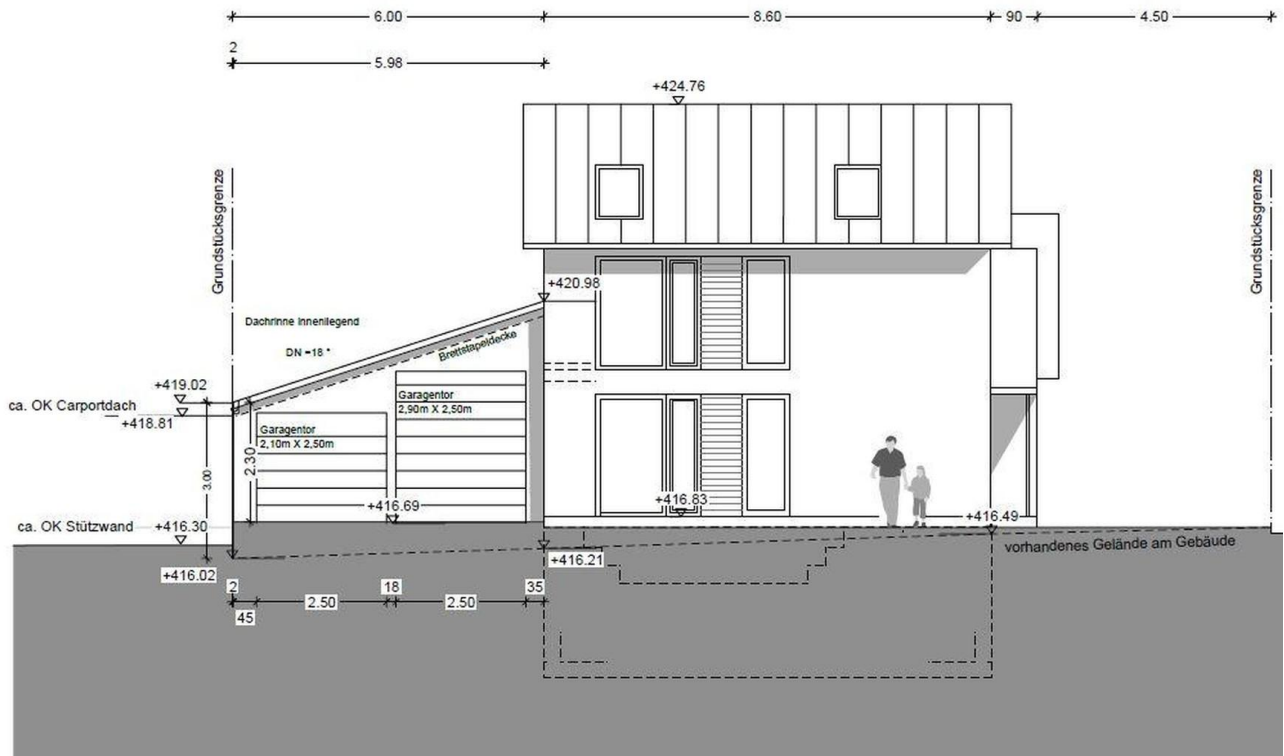 6.00
8.60
90
4.50
2
5.98
+424.76
Grundstücksgrenze
Grundstücksgrenze
+420.98
Dachrinne Innenliegend
DN =18 °
Brettstapeldecke
+419.02
ca. OK Carportdach
+418.81
Garagentor
2,90m X 2,50m
Garagentor
2,10m X 2,50m
2.30
3.00
+416.69
+416.83
+416.49
ca. OK Stützwand
+416.30
vorhandenes Gelände am Gebäude
+416.02
+416.21
2
18
35
2.50
2.50
45